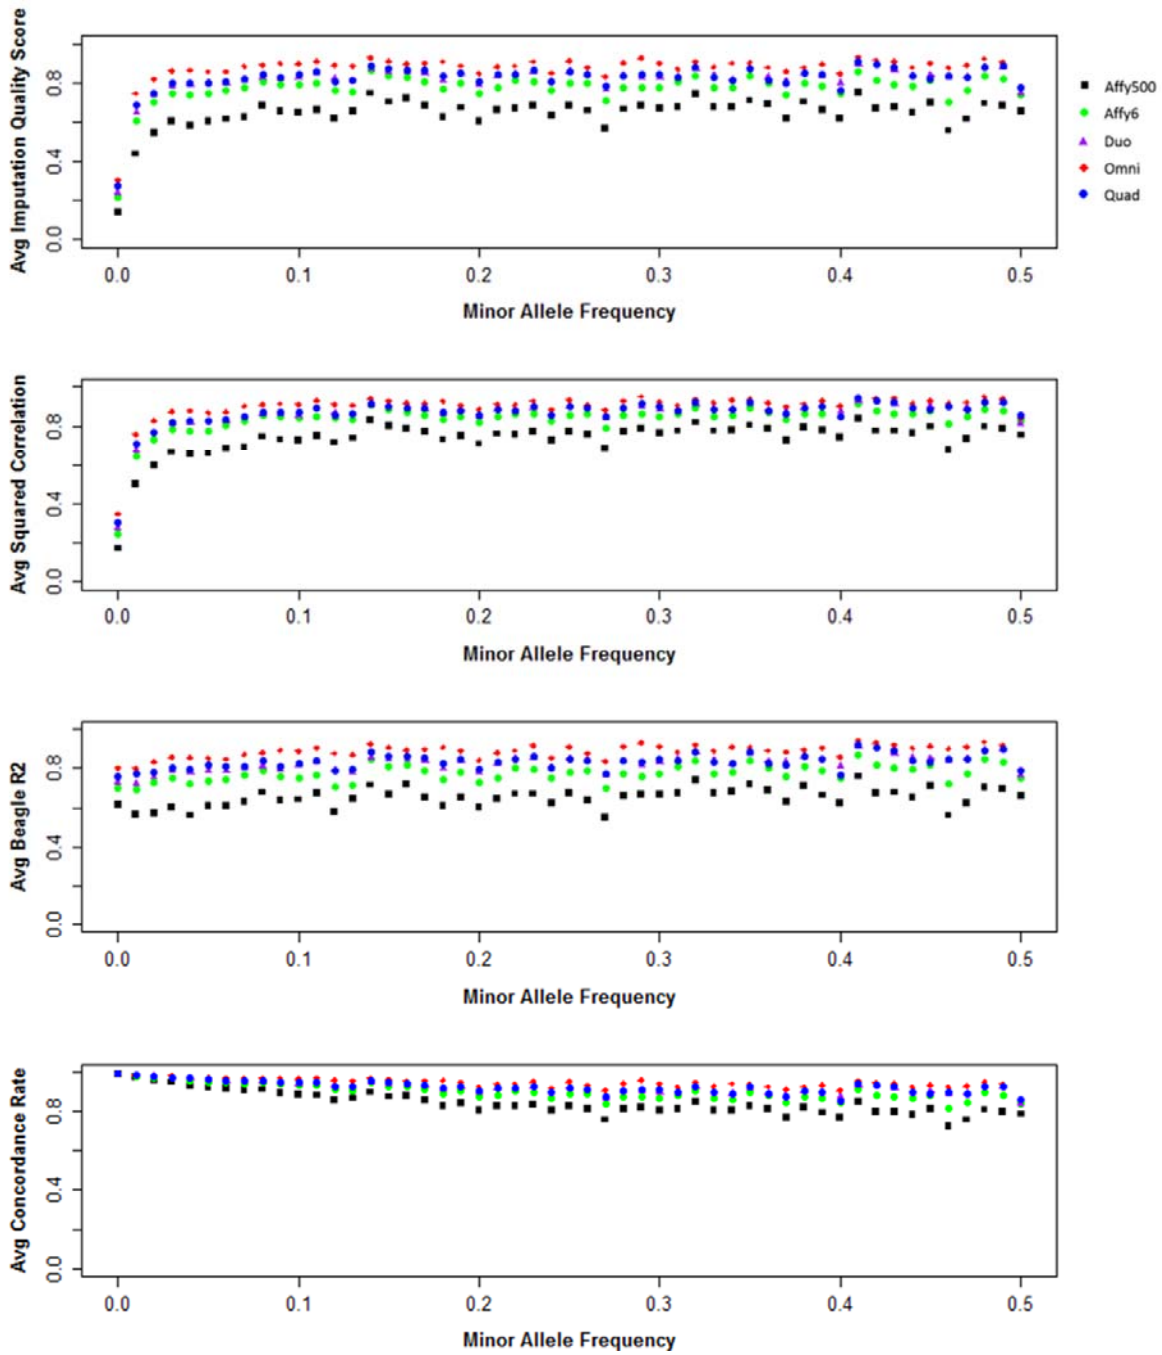 Avg Imputation Quality Score
0.8
0.4
0.0
0.0 0.1 0.2 0.3 0.4 0.5
Minor Allele Frequency
Affy500
Affy6
Duo
Omni
Quad
Avg Squared Correlation
0.8
0.4
0.0
0.0 0.1 0.2 0.3 0.4 0.5
Minor Allele Frequency
Avg Beagle R2
0.8
0.4
0.0
0.0 0.1 0.2 0.3 0.4 0.5
Minor Allele Frequency
Avg Concordance Rate
0.8
0.4
0.0
0.0 0.1 0.2 0.3 0.4 0.5
Minor Allele Frequency